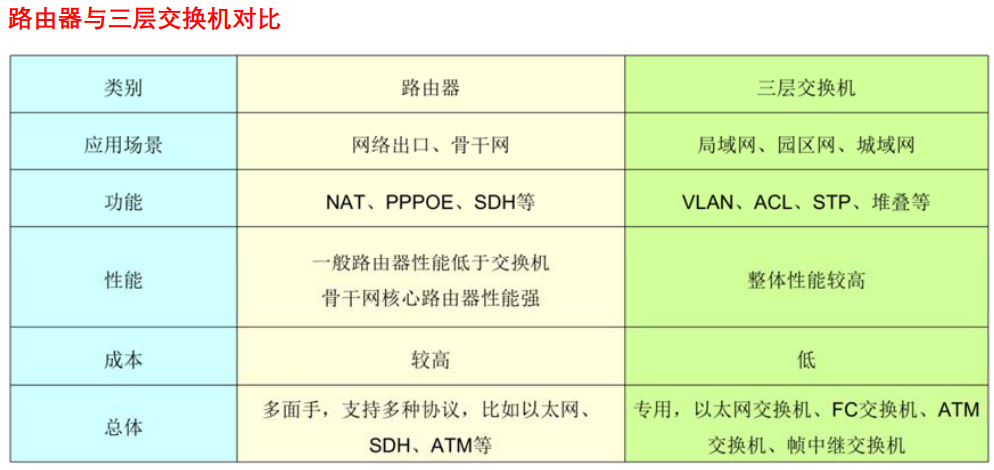 路由器与三层交换机对比
类别
路由器
三层交换机
应用场景
网络出口、骨干网
局域网、园区网、城域网
功能
NAT、PPPOE、SDH等
VLAN、ACL、STP、堆叠等
性能
一般路由器性能低于交换机
骨干网核心路由器性能强
整体性能较高
成本
较高
低
总体
多面手，支持多种协议，比如以太网、
SDH、ATM等
专用，以太网交换机、FC交换机、ATM
交换机、帧中继交换机